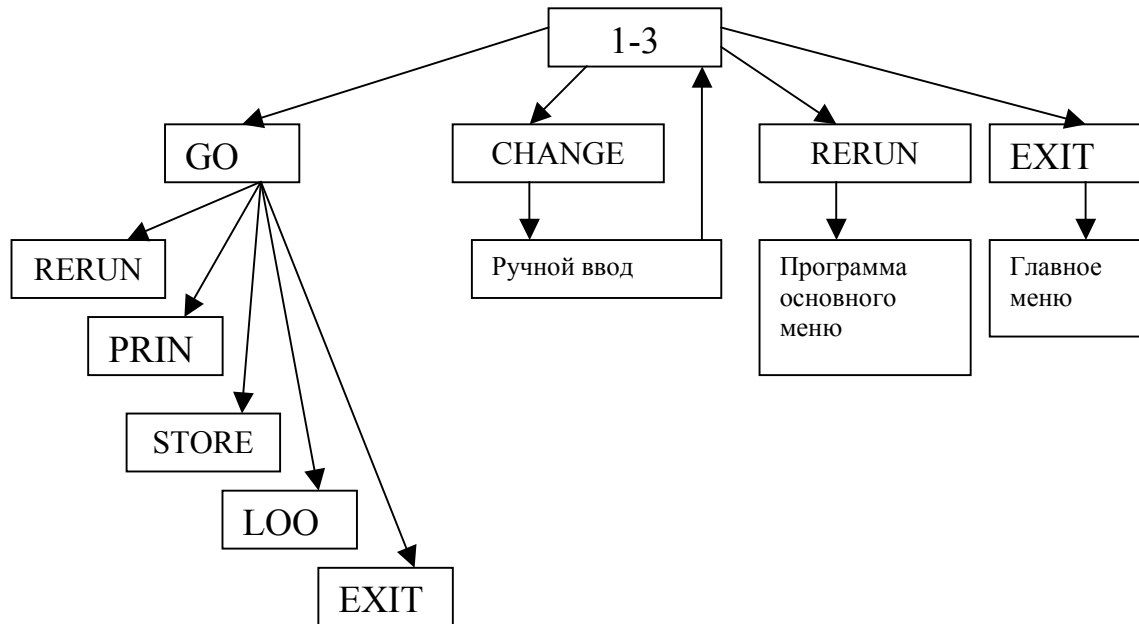 1-3
GO
CHANGE
RERUN
EXIT
RERUN
Ручной ввод
Программа
основного
меню
Главное
меню
PRIN
STORE
LOO
EXIT